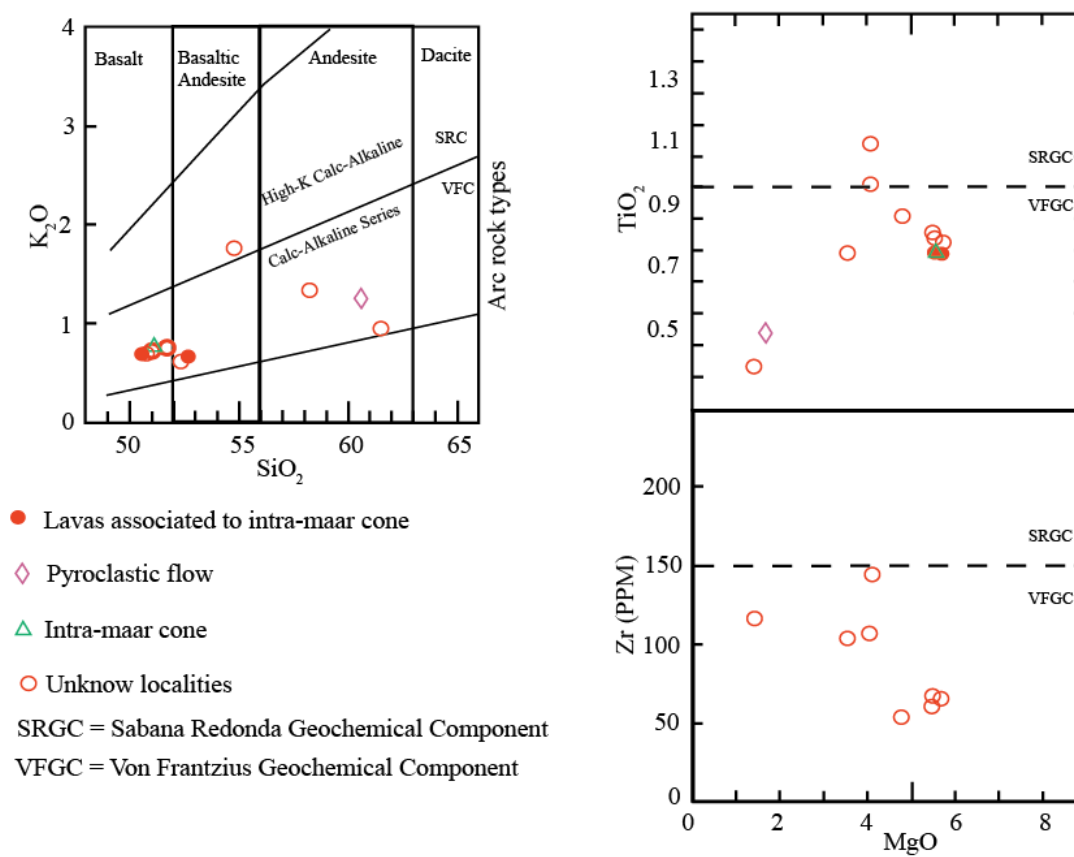 Basalt
Basaltic
Andesite
Andesite
Dacite
High-K Calc-Alkaline
SRC
VFC
Calc-Alkaline Series
Arc rock types
K2O
4
3
2
1
0
50
55
60
65
SiO2
Lavas associated to intra-maar cone
Pyroclastic flow
Intra-maar cone
Unknow localities
SRGC = Sabana Redonda Geochemical Component
VFGC = Von Frantzius Geochemical Component
TiO2
1.3
1.1
0.9
0.7
0.5
SRGC
VFGC
Zr (PPM)
200
150
100
50
0
SRGC
VFGC
0
2
4
6
8
MgO